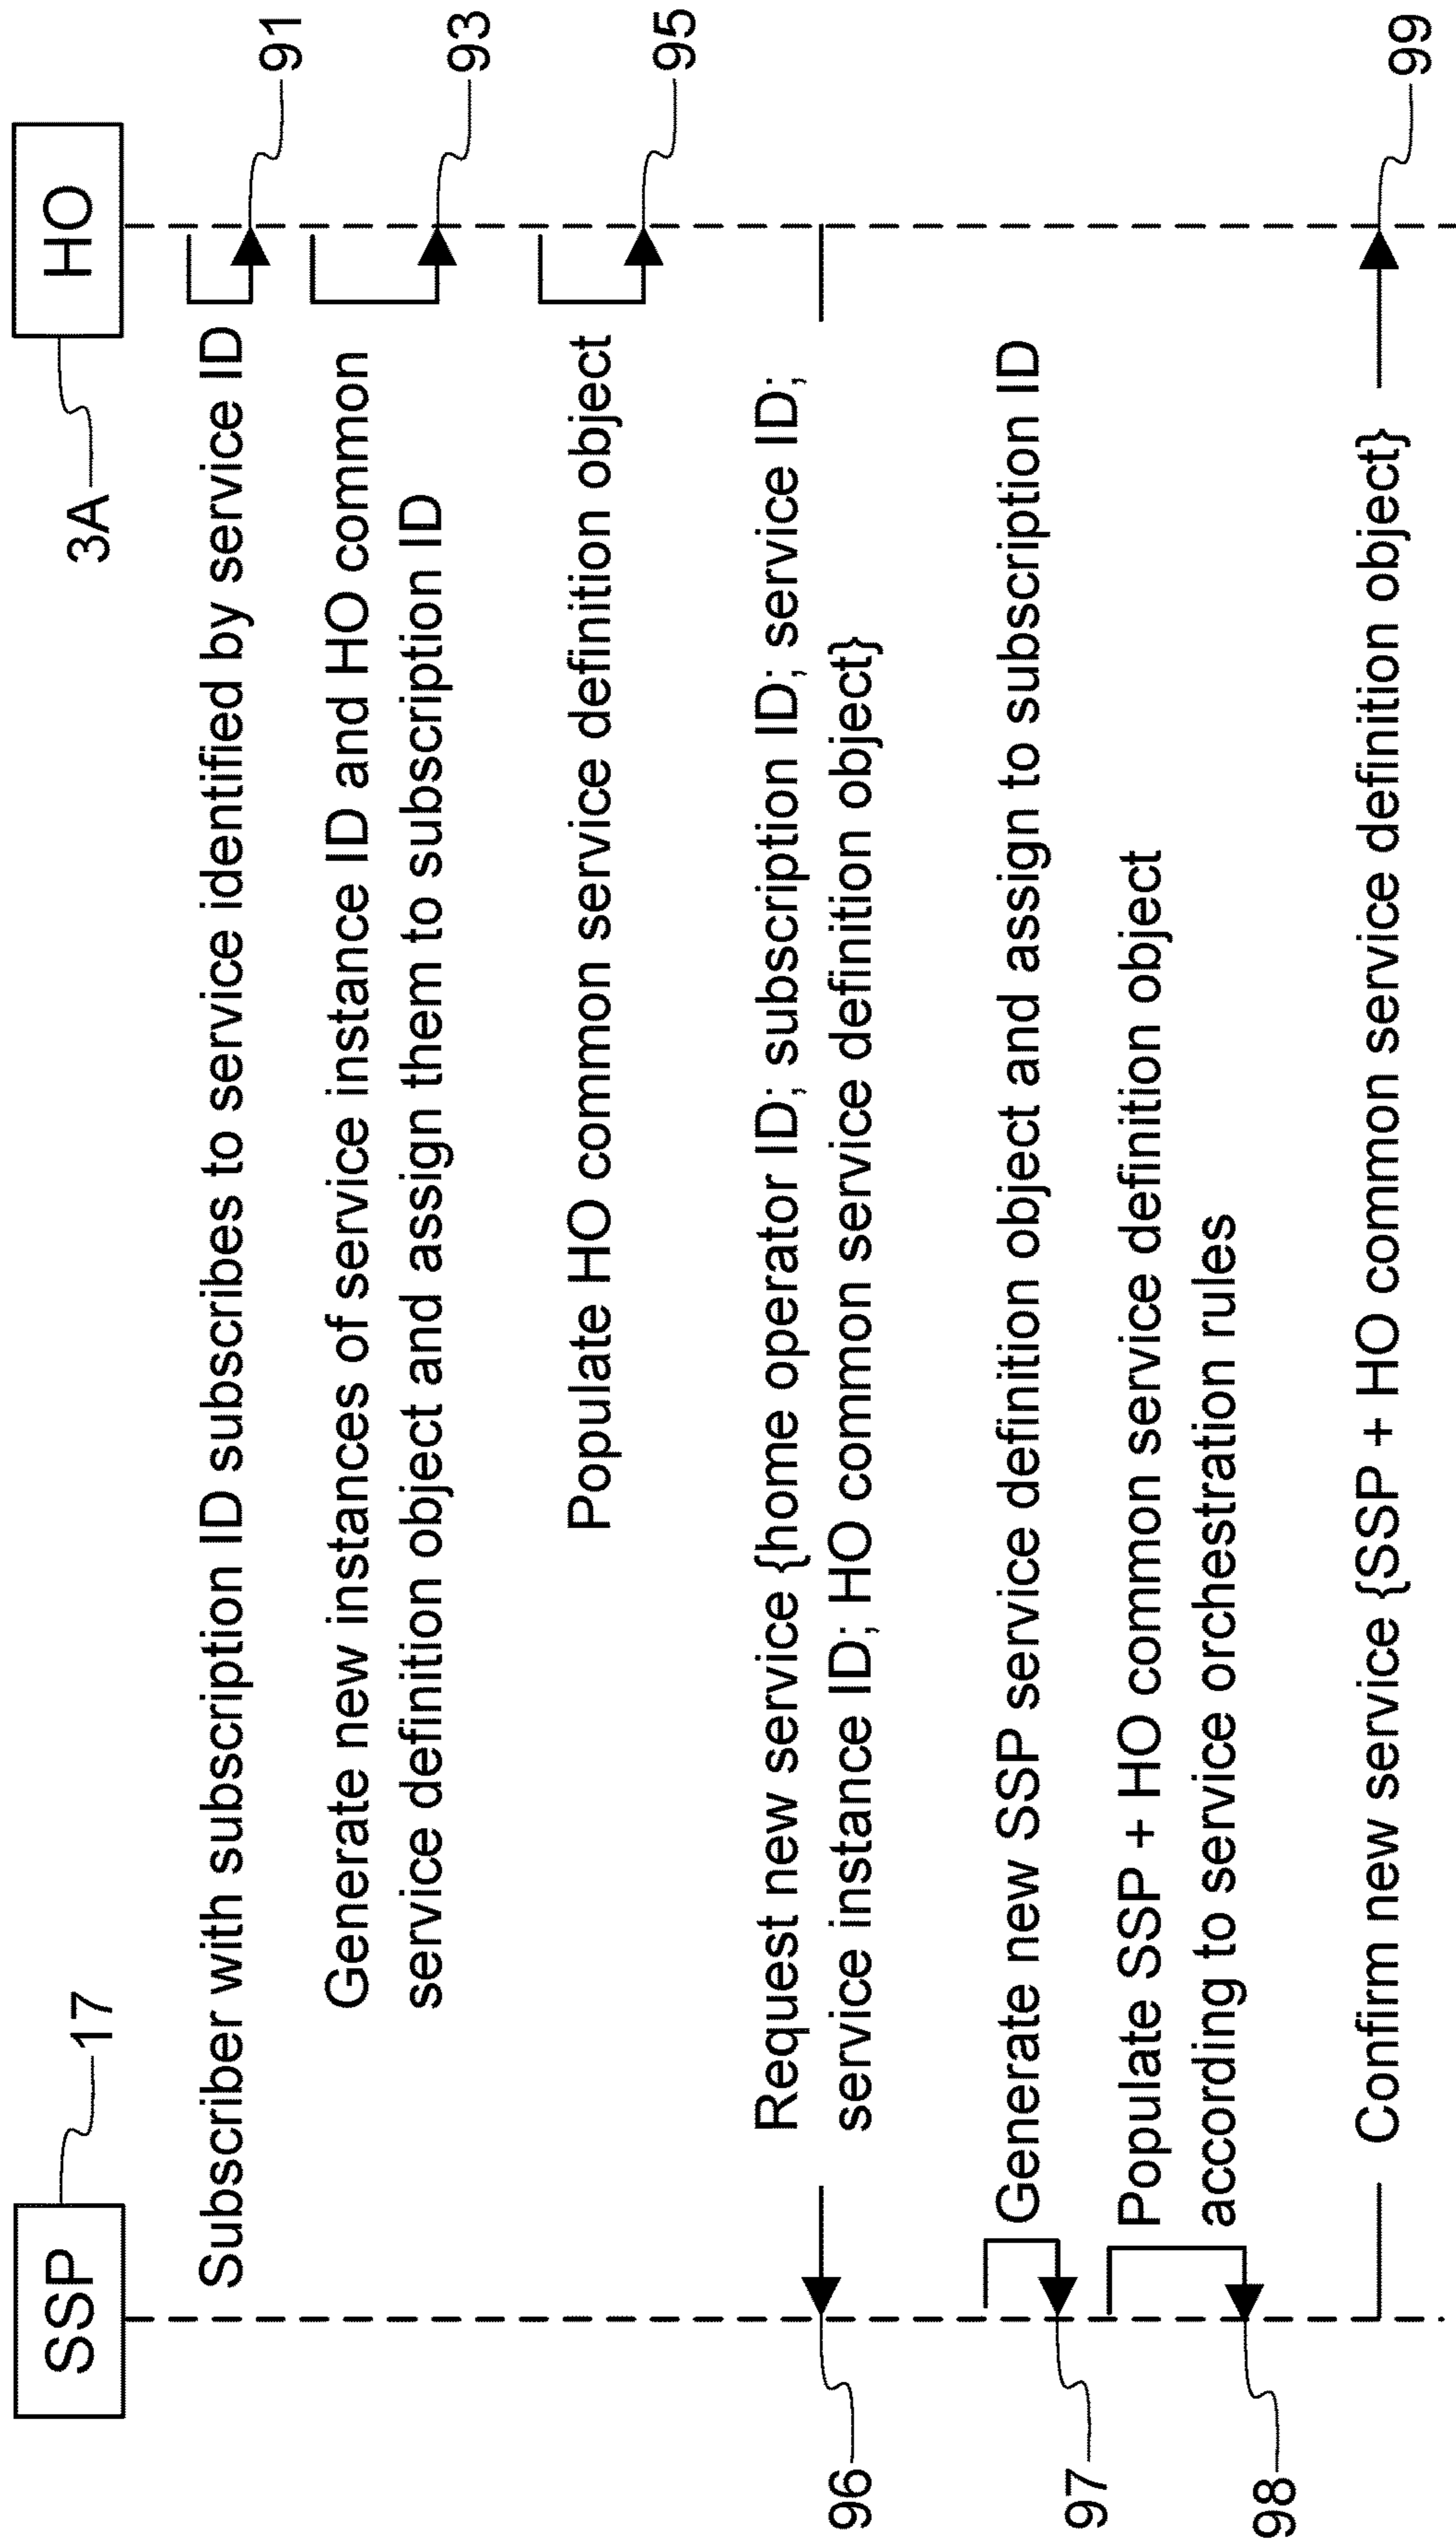 SSP
17
HO
3A
Subscriber with subscription ID subscribes to service identified by service ID
91
Generate new instances of service instance ID and HO common
service definition object and assign them to subscription ID
93
Populate HO common service definition object
95
Request new service {home operator ID; subscription ID; service ID;
service instance ID; HO common service definition object}
96
Generate new SSP service definition object and assign to subscription ID
97
Populate SSP + HO common service definition object
according to service orchestration rules
98
Confirm new service {SSP + HO common service definition object}
99